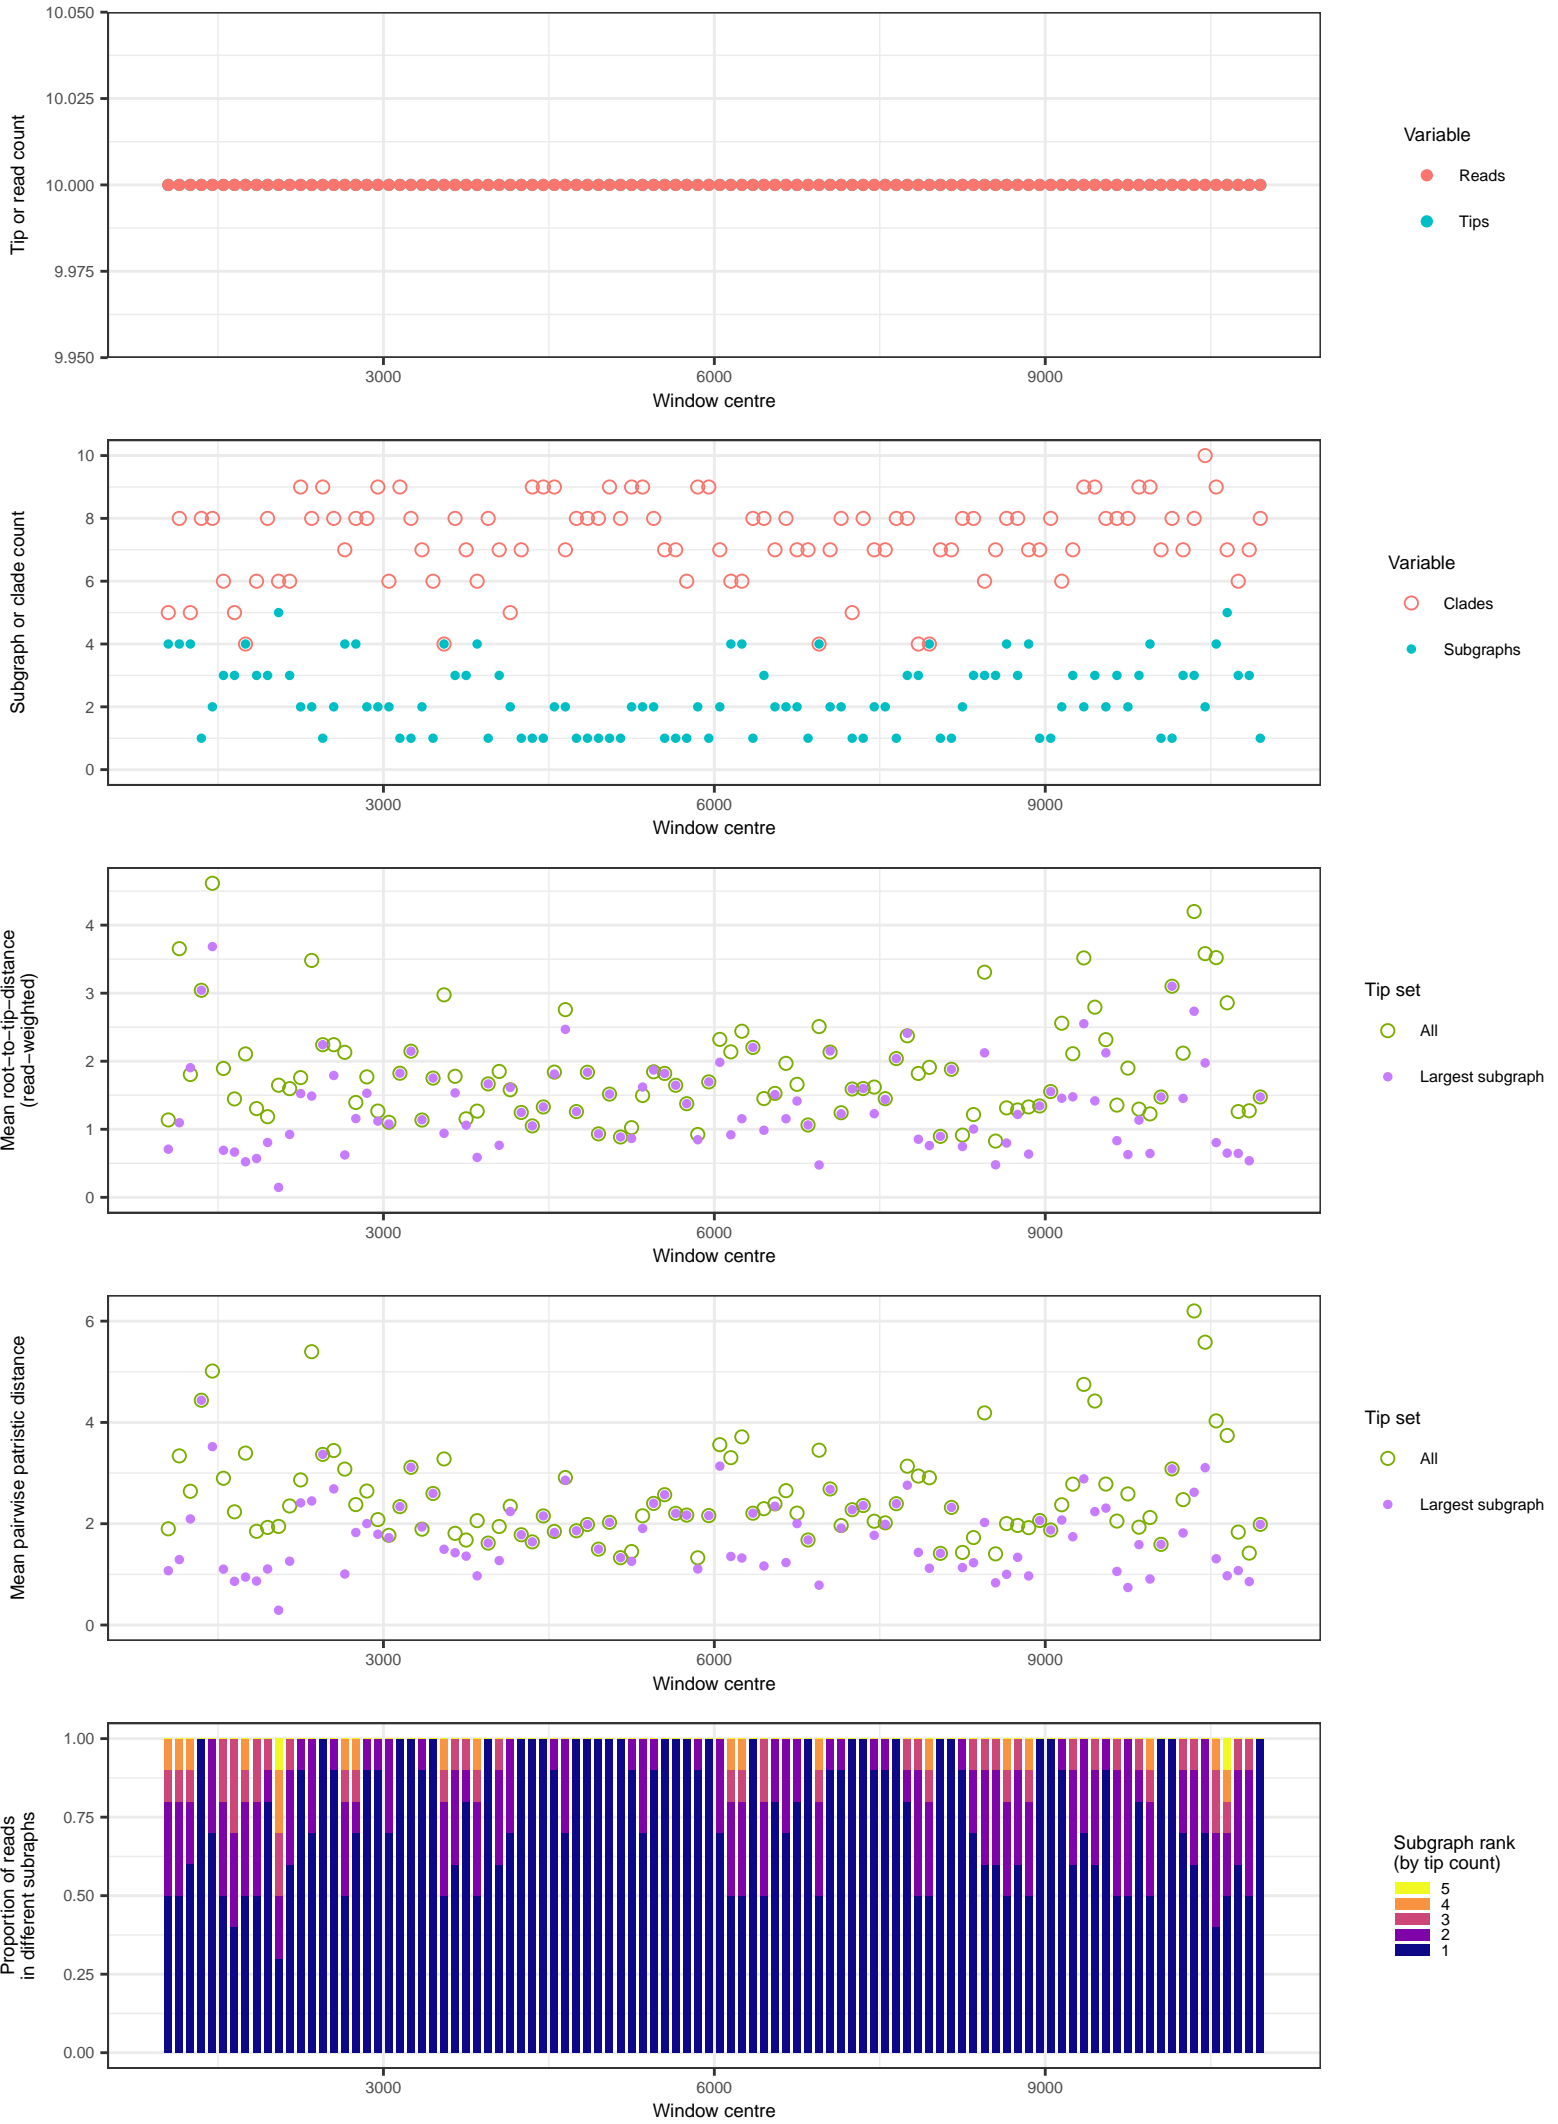 10.050
10.025
10.000
9.975
9.950
Tip or read count
3000 6000 9000
Window centre
Variable
Reads
Tips
10
8
6
4
2
0
Subgraph or clade count
3000 6000 9000
Window centre
Variable
Clades
Subgraphs
4
3
2
1
0
Mean root−to−tip−distance
(read−weighted)
3000 6000 9000
Window centre
Tip set
All
Largest subgraph
6
4
2
0
Mean pairwise patristic distance
3000 6000 9000
Window centre
Tip set
All
Largest subgraph
1.00
0.75
0.50
0.25
0.00
Proportion of reads
in different subraphs
3000 6000 9000
Window centre
Subgraph rank
(by tip count)
5
4
3
2
1